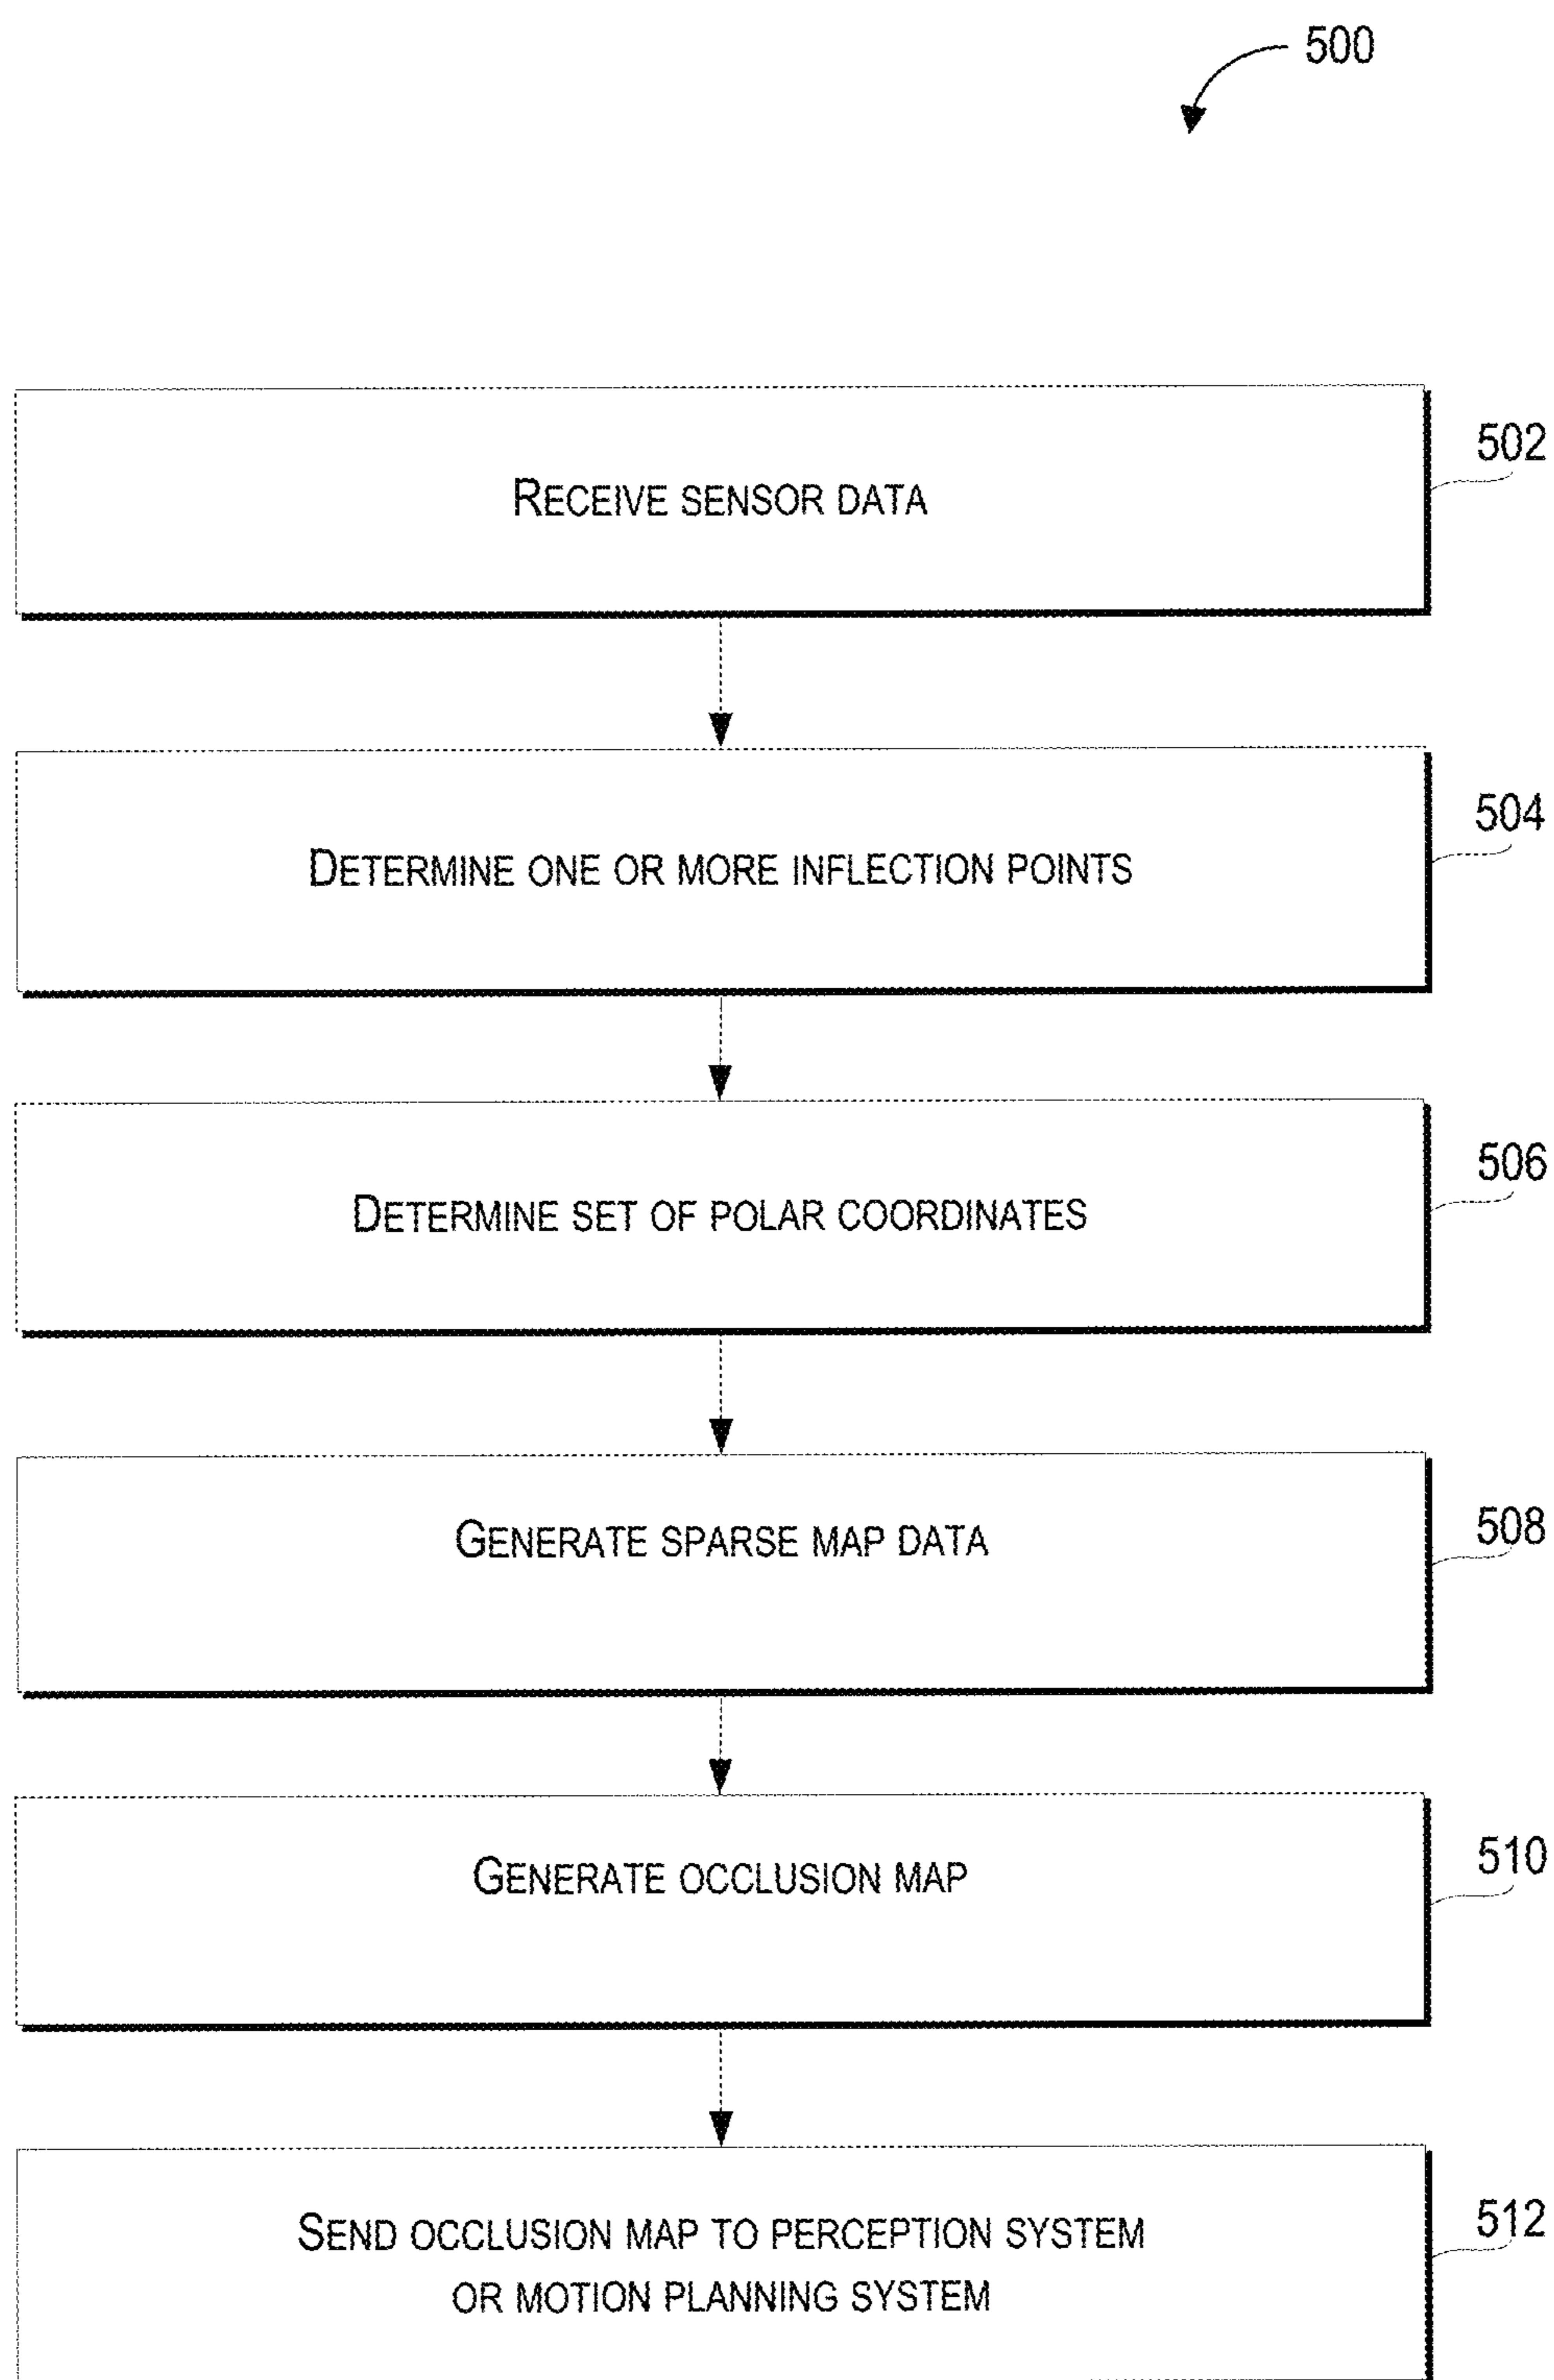 500
RECEIVE SENSOR DATA
502
DETERMINE ONE OR MORE INFLECTION POINTS
504
DETERMINE SET OF POLAR COORDINATES
506
GENERATE SPARSE MAP DATA
508
GENERATE OCCLUSION MAP
510
SEND OCCLUSION MAP TO PERCEPTION SYSTEM
OR MOTION PLANNING SYSTEM
512